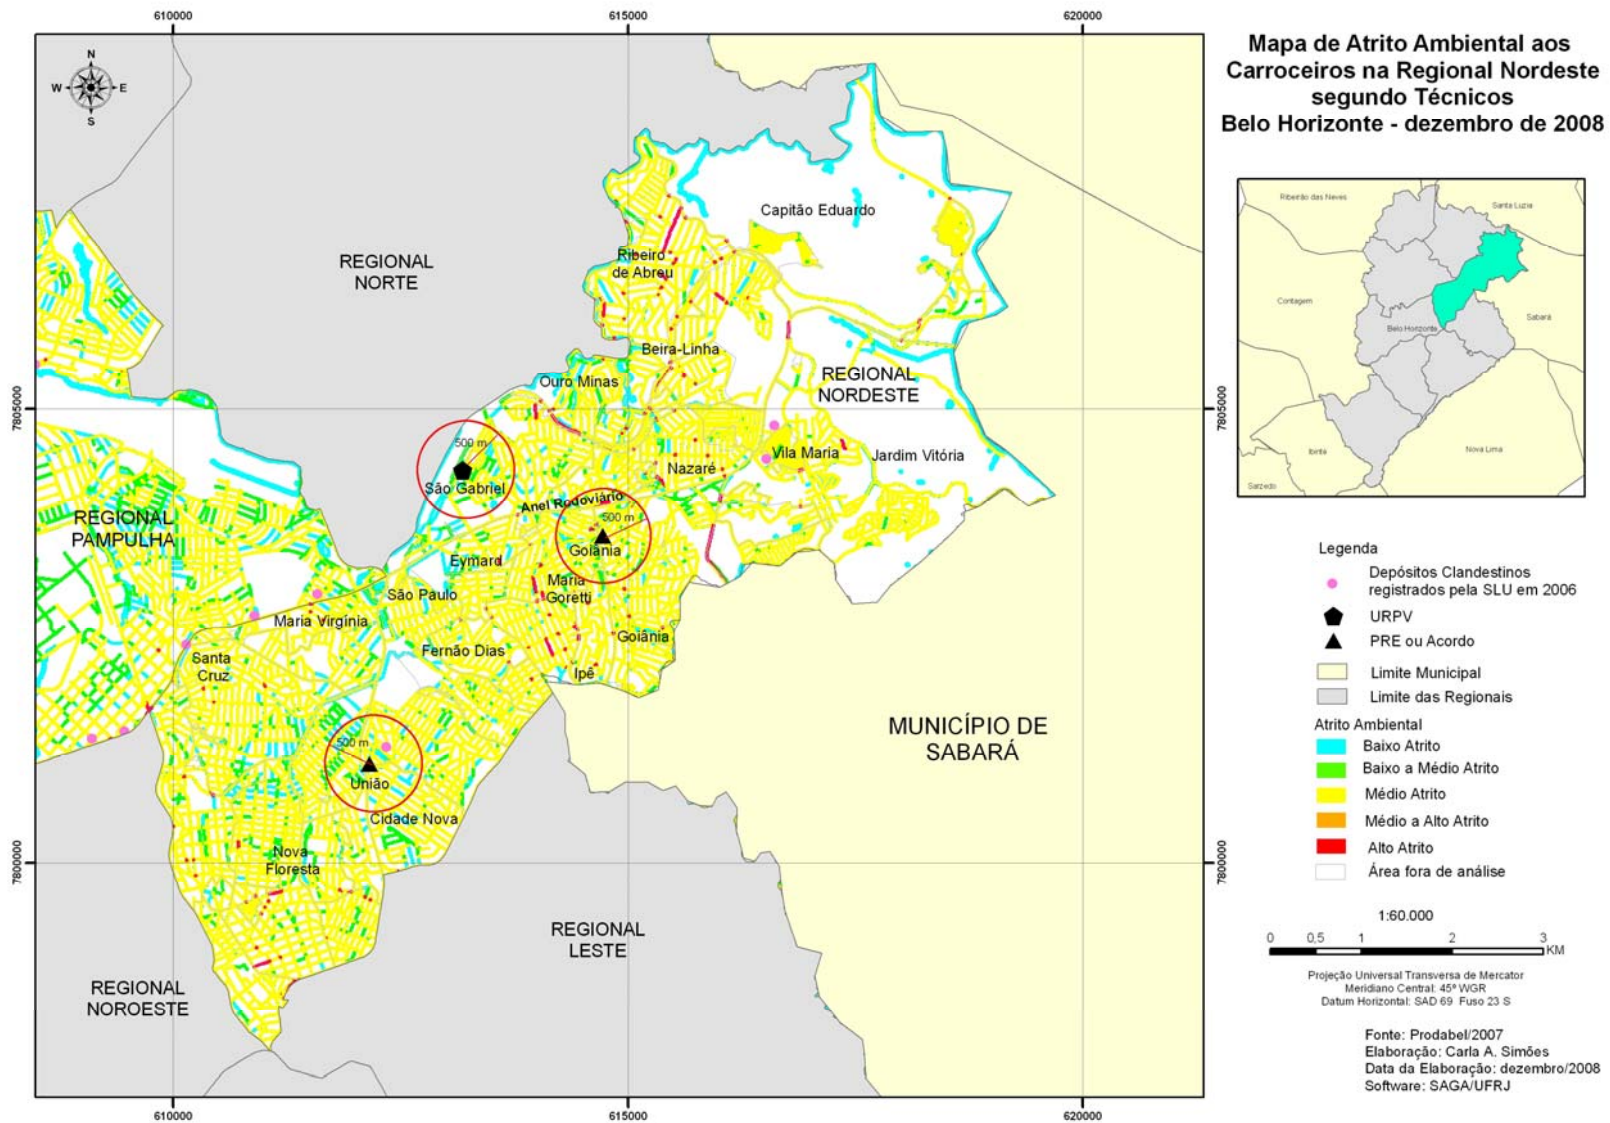 610000
615000
620000
N
W
E
S
7805000
7805000
7800000
7800000
REGIONAL
NORTE
Capitão Eduardo
Ribeiro
de Abreu
Beira-Linha
Ouro Minas
REGIONAL
NORDESTE
500 m
São Gabriel
Nazaré
Vila Maria
Jardim Vitória
Anel Rodoviário
500 m
Goiânia
REGIONAL
PAMPULHA
Eymard
São Paulo
Maria
Goretti
Maria Virgínia
Goiânia
Fernão Dias
Santa
Cruz
Ipê
500 m
União
Cidade Nova
Nova
Floresta
MUNICÍPIO DE
SABARÁ
REGIONAL
LESTE
REGIONAL
NOROESTE
610000
615000
620000
Mapa de Atrito Ambiental aos
Carroceiros na Regional Nordeste
segundo Técnicos
Belo Horizonte - dezembro de 2008
Ribeirão das Neves
Santa Luzia
Contagem
Belo Horizonte
Sabará
Ibirité
Nova Lima
Sarzedo
Legenda
Depósitos Clandestinos
registrados pela SLU em 2006
URPV
PRE ou Acordo
Limite Municipal
Limite das Regionais
Atrito Ambiental
Baixo Atrito
Baixo a Médio Atrito
Médio Atrito
Médio a Alto Atrito
Alto Atrito
Área fora de análise
1:60.000
0 0,5 1 2 3
KM
Projeção Universal Transversa de Mercator
Meridiano Central: 45º WGR
Datum Horizontal: SAD 69 Fuso 23 S
Fonte: Prodabel/2007
Elaboração: Carla A. Simões
Data da Elaboração: dezembro/2008
Software: SAGA/UFRJ